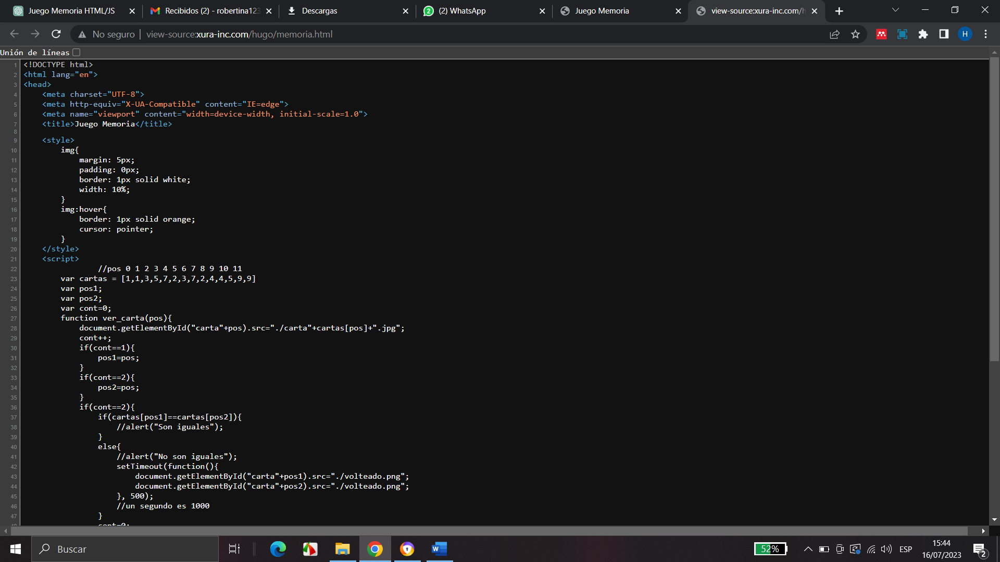 Juego Memoria HTML/JS
Recibidos (2) - robertina123
Descargas
2
(2) WhatsApp
Juego Memoria
view-source:xura-inc.com/h
No seguro
view-source:xura-inc.com/hugo/memoria.html
H
Unión de líneas
1 <!DOCTYPE html>
2 <html lang="en">
3 <head>
4 <meta charset="UTF-8">
5 <meta http-equiv="X-UA-Compatible" content="IE=edge">
6 <meta name="viewport" content="width=device-width, initial-scale=1.0">
7 <title>Juego Memoria</title>
8
9 <style>
10 img{
11 margin: 5px;
12 padding: 0px;
13 border: 1px solid white;
14 width: 10%;
15 }
16 img:hover{
17 border: 1px solid orange;
18 cursor: pointer;
19 }
20 </style>
21 <script>
22 //pos 0 1 2 3 4 5 6 7 8 9 10 11
23 var cartas = [1,1,3,5,7,2,3,7,2,4,4,5,9,9]
24 var pos1;
25 var pos2;
26 var cont=0;
27 function ver_carta(pos){
28 document.getElementById("carta"+pos).src="./carta"+cartas[pos]+".jpg";
29 cont++;
30 if(cont==1){
31 pos1=pos;
32 }
33 if(cont==2){
34 pos2=pos;
35 }
36 if(cont==2){
37 if(cartas[pos1]==cartas[pos2]){
38 //alert("Son iguales");
39 }
40 else{
41 //alert("No son iguales");
42 setTimeout(function(){
43 document.getElementById("carta"+pos1).src="./volteado.png";
44 document.getElementById("carta"+pos2).src="./volteado.png";
45 }, 500);
46 //un segundo es 1000
47 }
48 cont=0;
Buscar
52%
ESP
15:44
16/07/2023
2